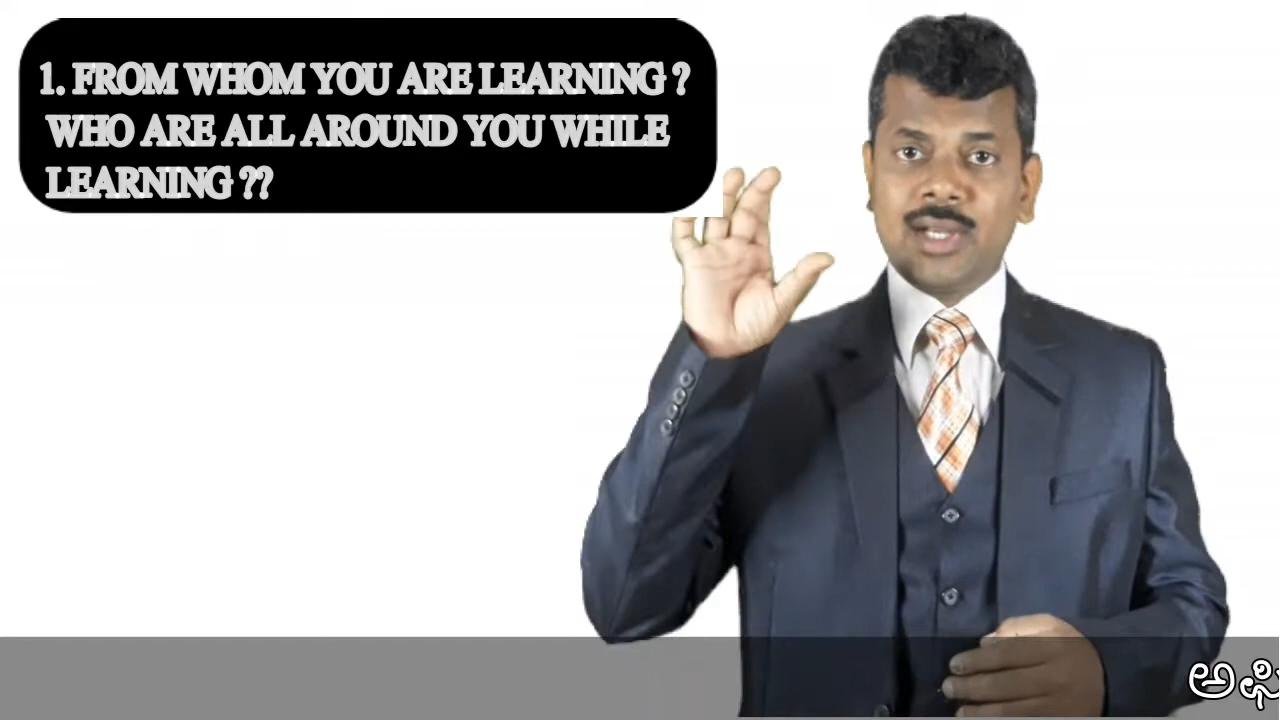 1. FROM WHOM YOU ARE LEARNING ?
WHO ARE ALL AROUND YOU WHILE
LEARNING ??